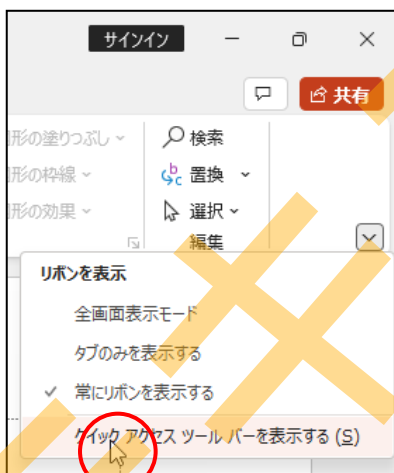 サインイン
共有
図形の塗りつぶし
検索
図形の枠線
置換
図形の効果
選択
編集
リボンを表示
全画面表示モード
タブのみを表示する
常にリボンを表示する
クイック アクセス ツール バーを表示する (S)